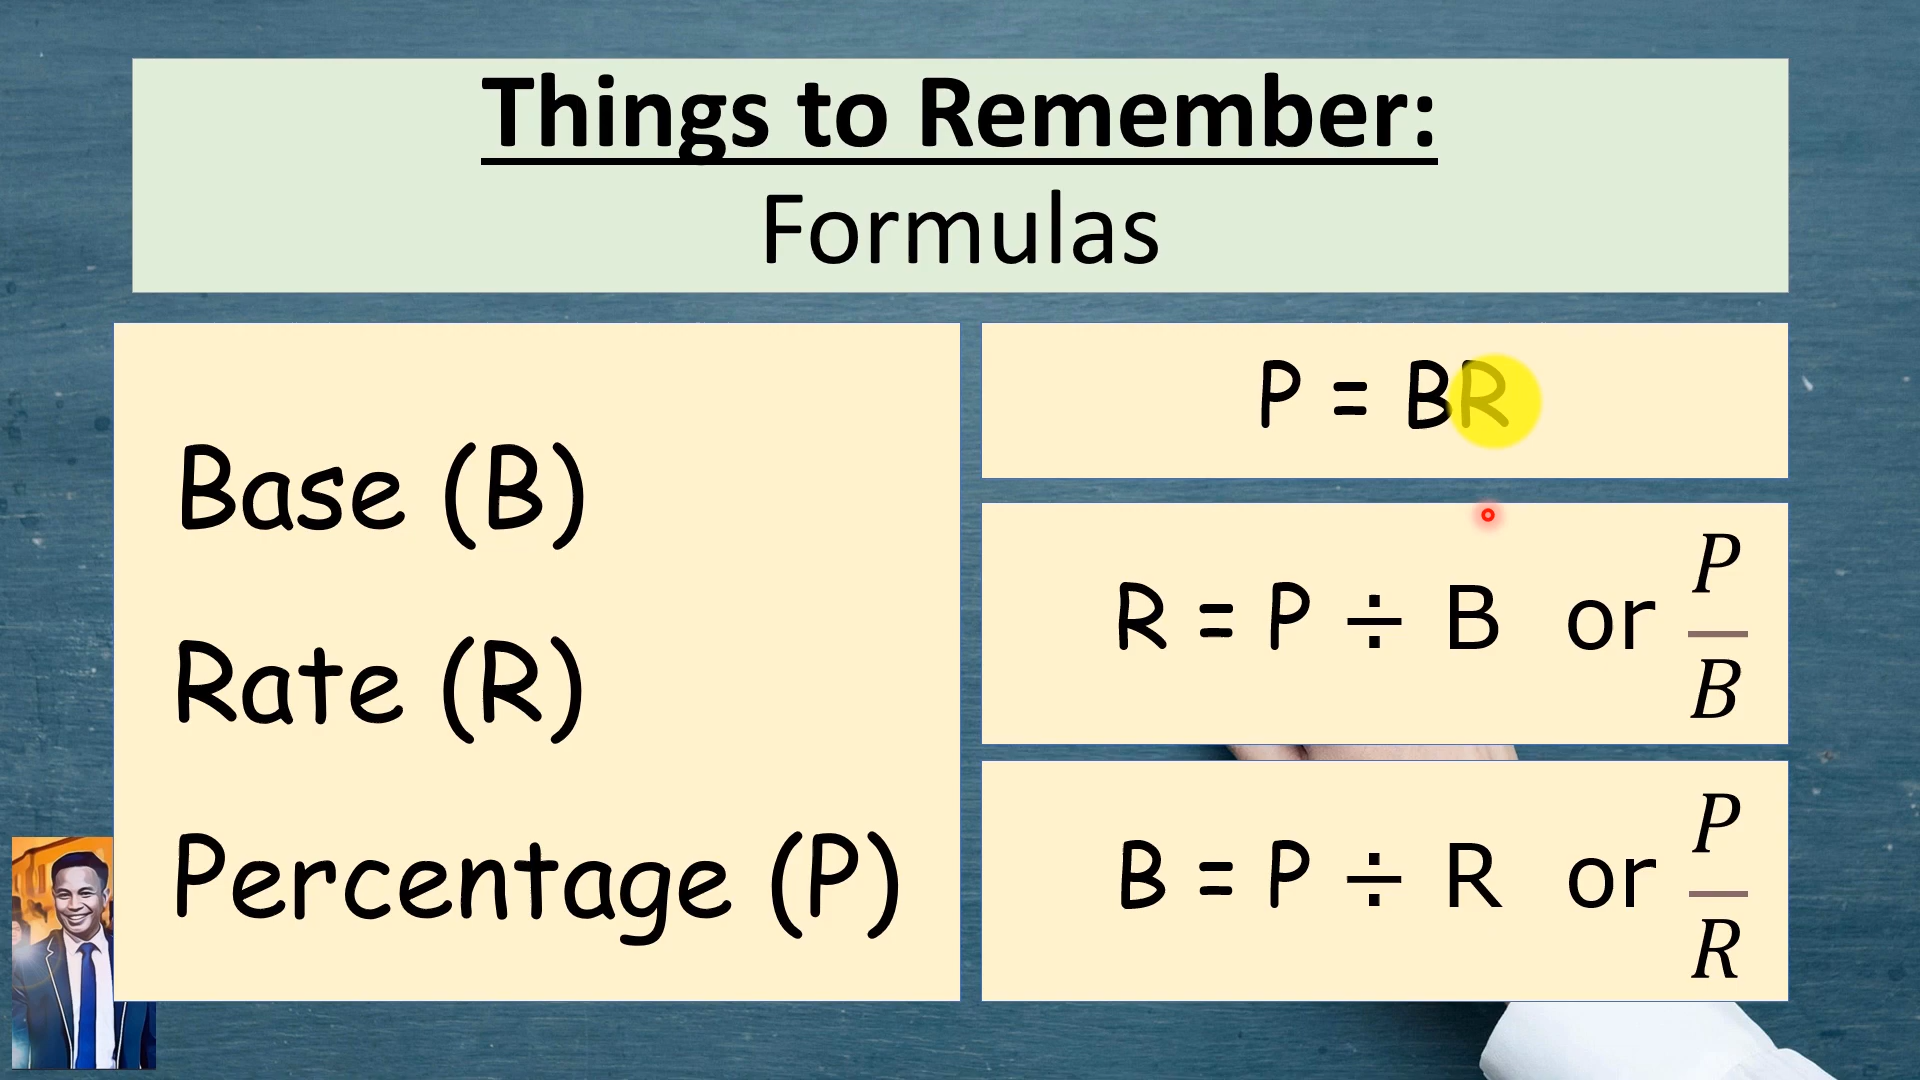 Things to Remember:
Formulas
Base (B)
Rate (R)
Percentage (P)
P = BR
R = P ÷ B or P/B
B = P ÷ R or P/R